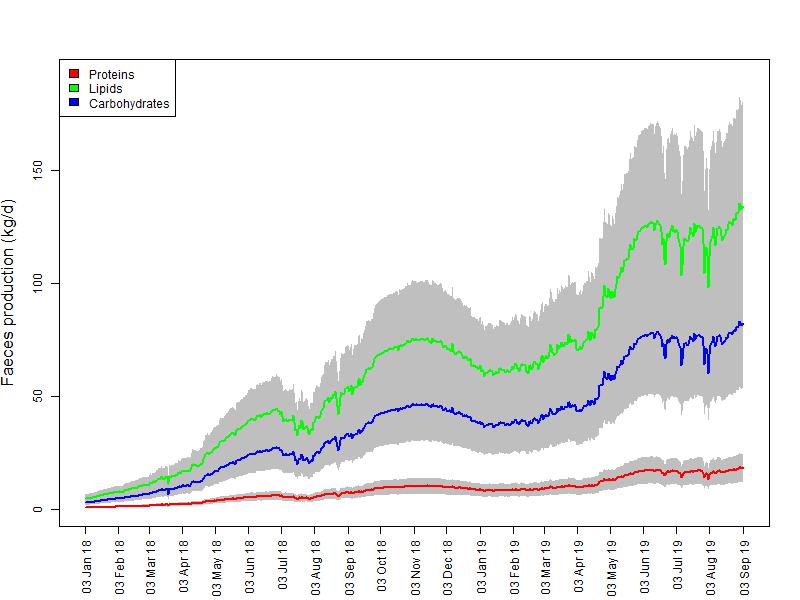 Proteins
Lipids
Carbohydrates
Faeces production (kg/d)
150
100
50
0
03 Jan 18
03 Feb 18
03 Mar 18
03 Apr 18
03 May 18
03 Jun 18
03 Jul 18
03 Aug 18
03 Sep 18
03 Oct 18
03 Nov 18
03 Dec 18
03 Jan 19
03 Feb 19
03 Mar 19
03 Apr 19
03 May 19
03 Jun 19
03 Jul 19
03 Aug 19
03 Sep 19